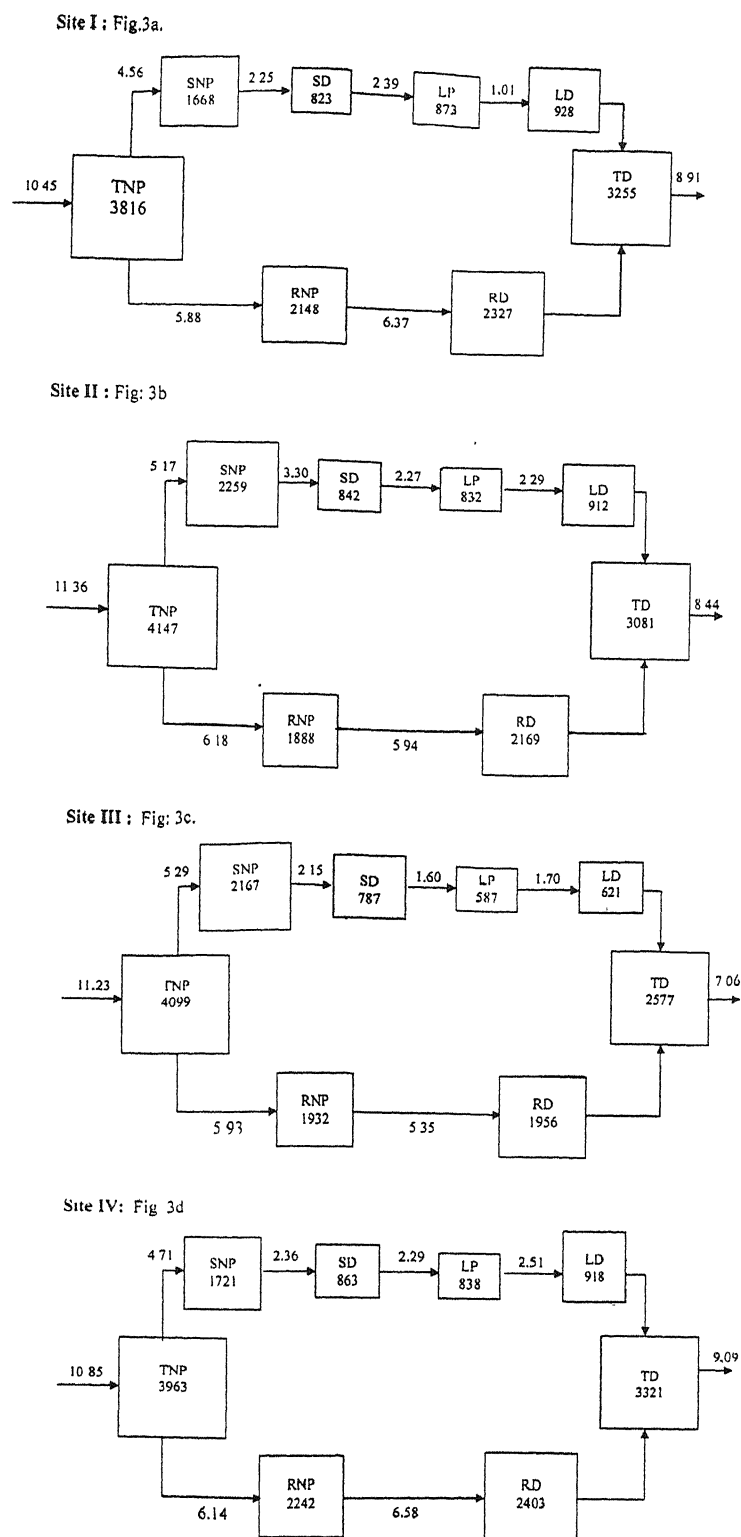 Site I : Fig.3a.
4.56
SNP
1668
2 25
SD
823
2 39
LP
873
1.01
LD
928
10 45
TNP
3816
TD
3255
8 91
5.88
RNP
2148
6.37
RD
2327
Site II : Fig: 3b
5 17
SNP
2259
3.30
SD
842
2.27
LP
832
2 29
LD
912
11 36
TNP
4147
TD
3081
8 44
6 18
RNP
1888
5 94
RD
2169
Site III : Fig: 3c.
5 29
SNP
2167
2 15
SD
787
1.60
LP
587
1.70
LD
621
11.23
TNP
4099
TD
2577
7 06
5 93
RNP
1932
5 35
RD
1956
Site IV: Fig 3d
4 71
SNP
1721
2.36
SD
863
2.29
LP
838
2.51
LD
918
10 85
TNP
3963
TD
3321
9.09
6.14
RNP
2242
6.58
RD
2403